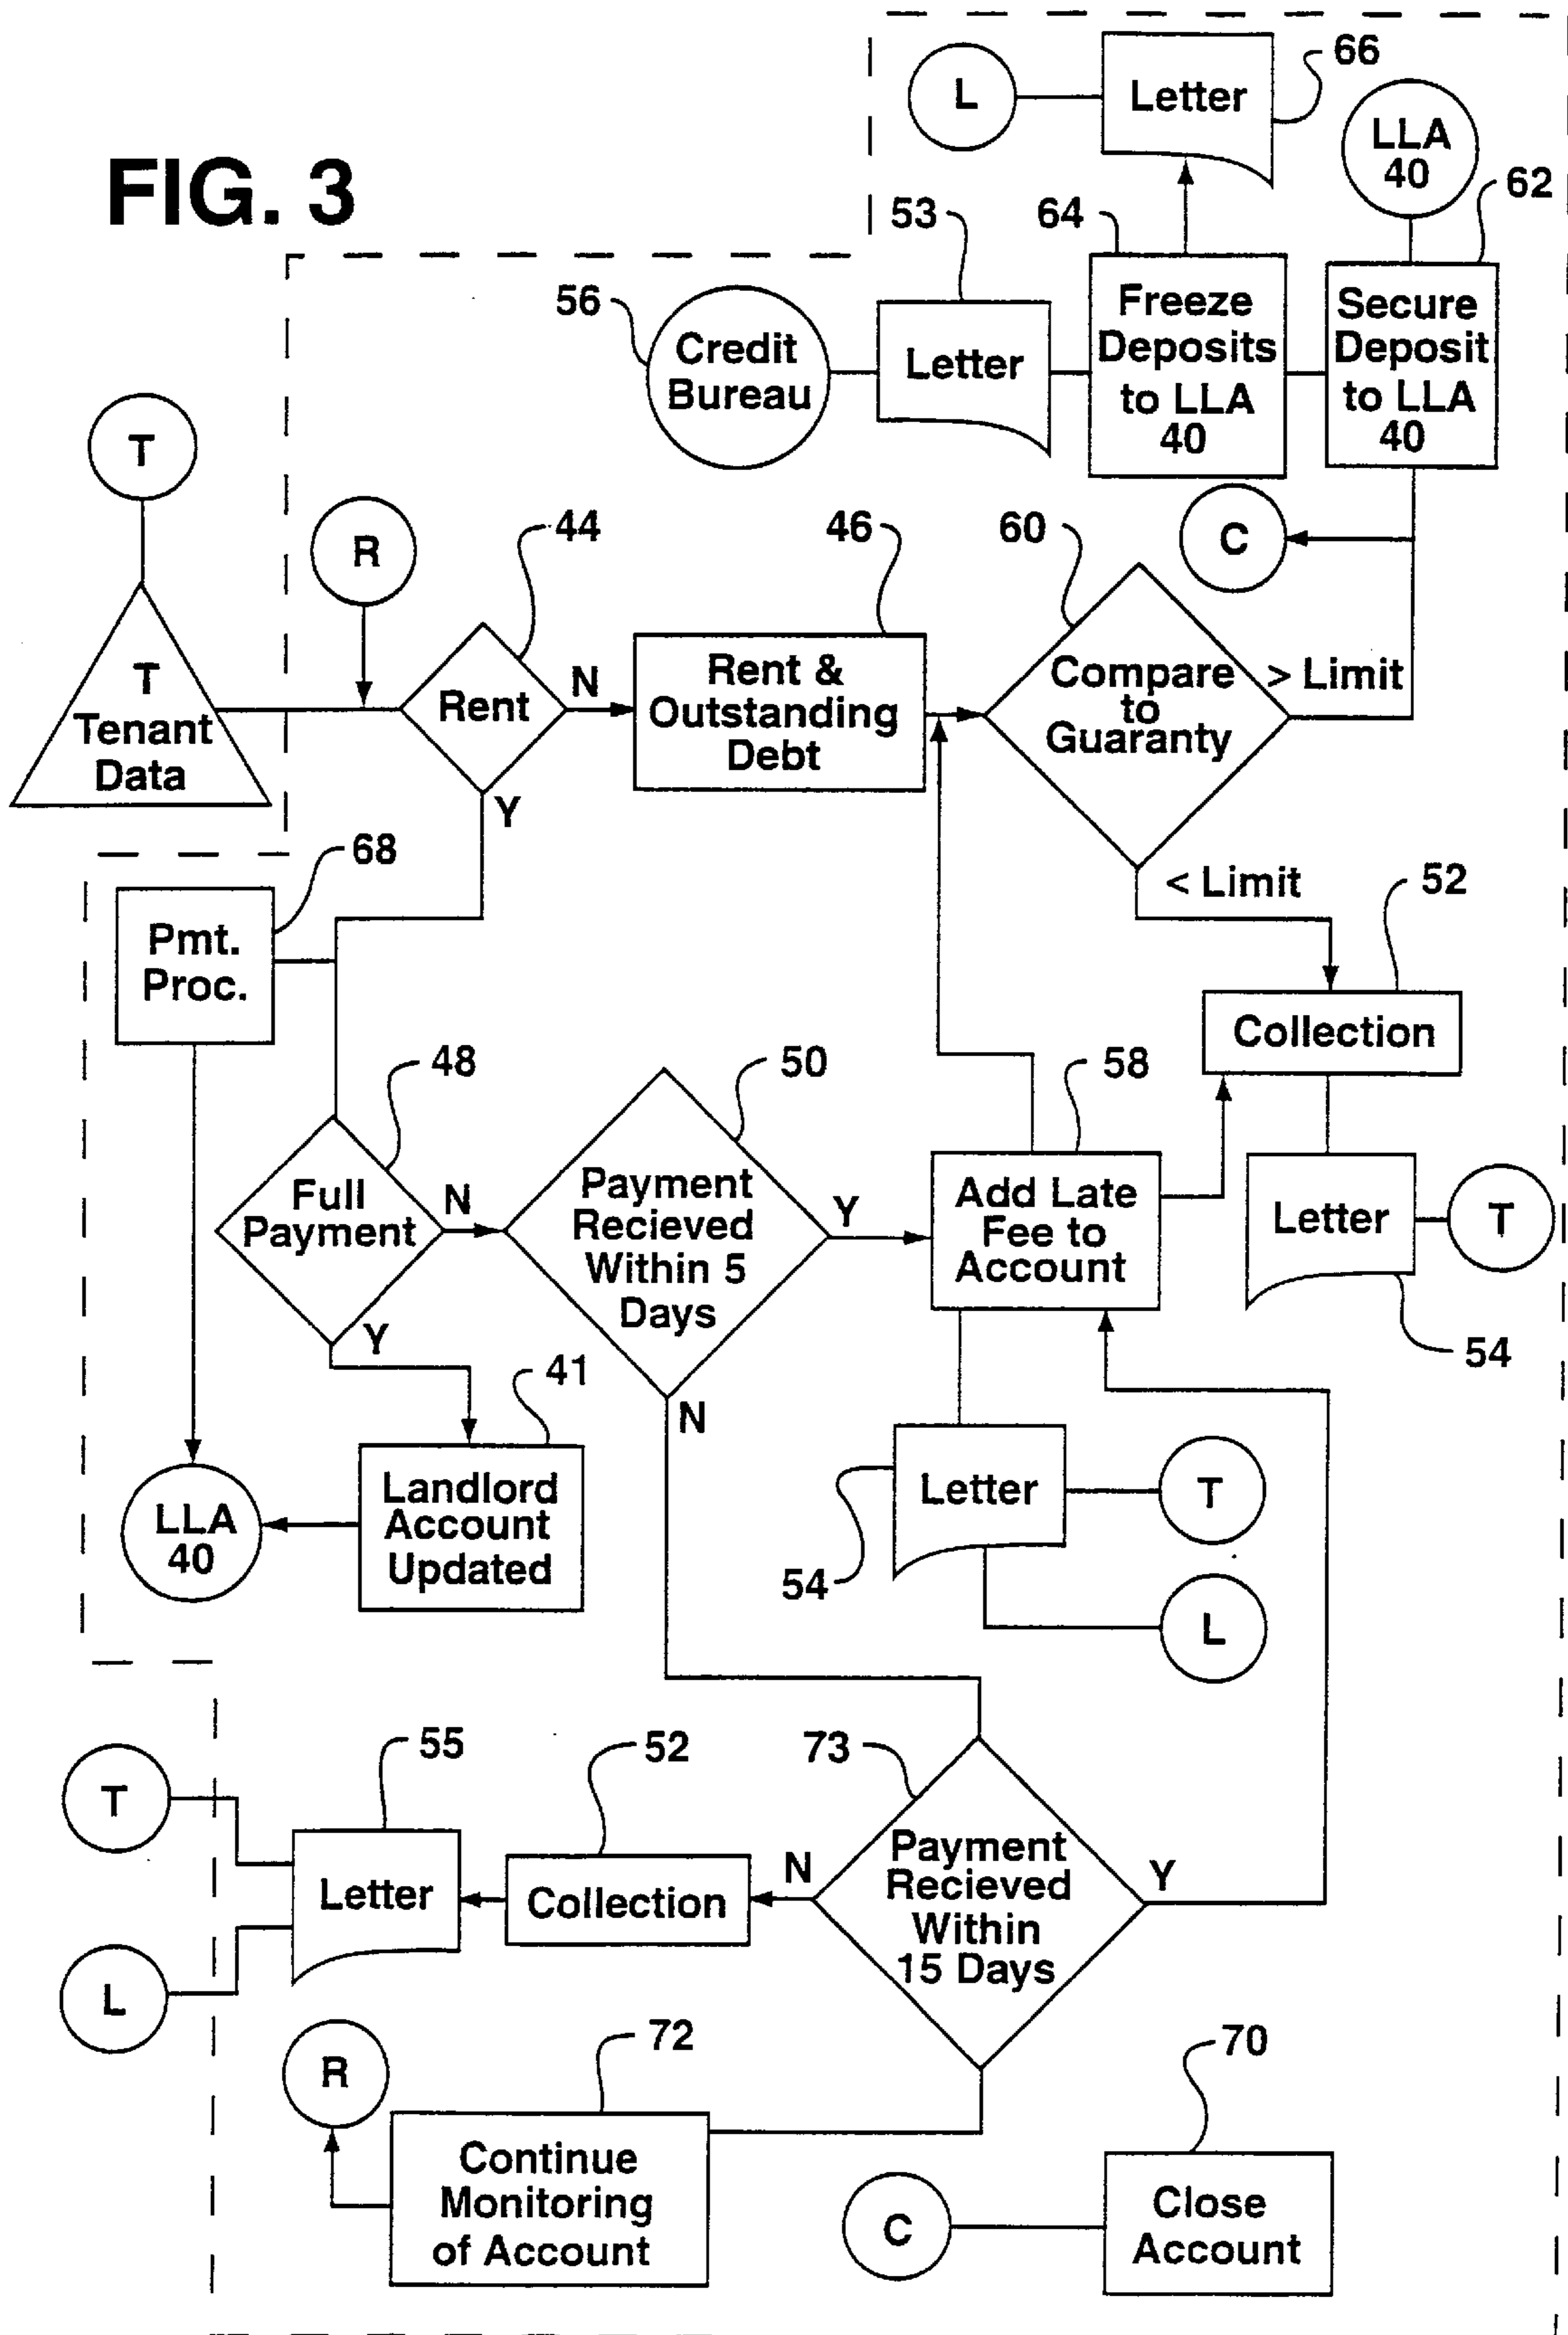 FIG. 3
L
Letter
66
LLA
40
62
53
64
56
Credit
Bureau
Letter
Freeze
Deposits
to LLA
40
Secure
Deposit
to LLA
40
T
R
44
46
60
C
T
Tenant
Data
Rent
N
Y
Rent &
Outstanding
Debt
Compare
to
Guaranty
> Limit
< Limit
68
Pmt.
Proc.
52
Collection
48
50
58
Full
Payment
N
Y
Payment
Recieved
Within 5
Days
Y
N
Add Late
Fee to
Account
Letter
T
54
41
Landlord
Account
Updated
LLA
40
Letter
T
54
L
55
52
73
T
Letter
Collection
N
Payment
Recieved
Within
15 Days
Y
L
72
70
R
Continue
Monitoring
of Account
C
Close
Account